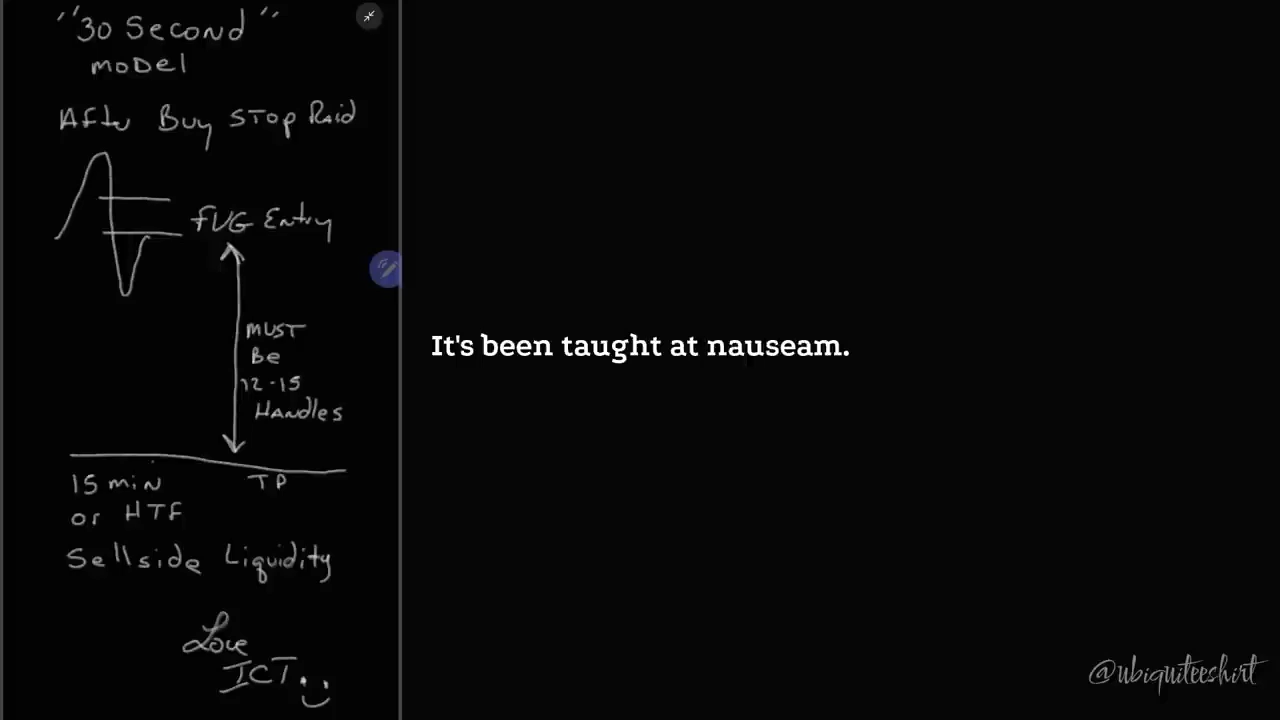 "30 Second"
moDel
After Buy STop Raid
FVG Entry
MUST
Be
12-15
HANdles
15 min
TP
or HTF
Sellside Liquidity
Love
ICT
It's been taught at nauseam.
@ubiquiteeshirt